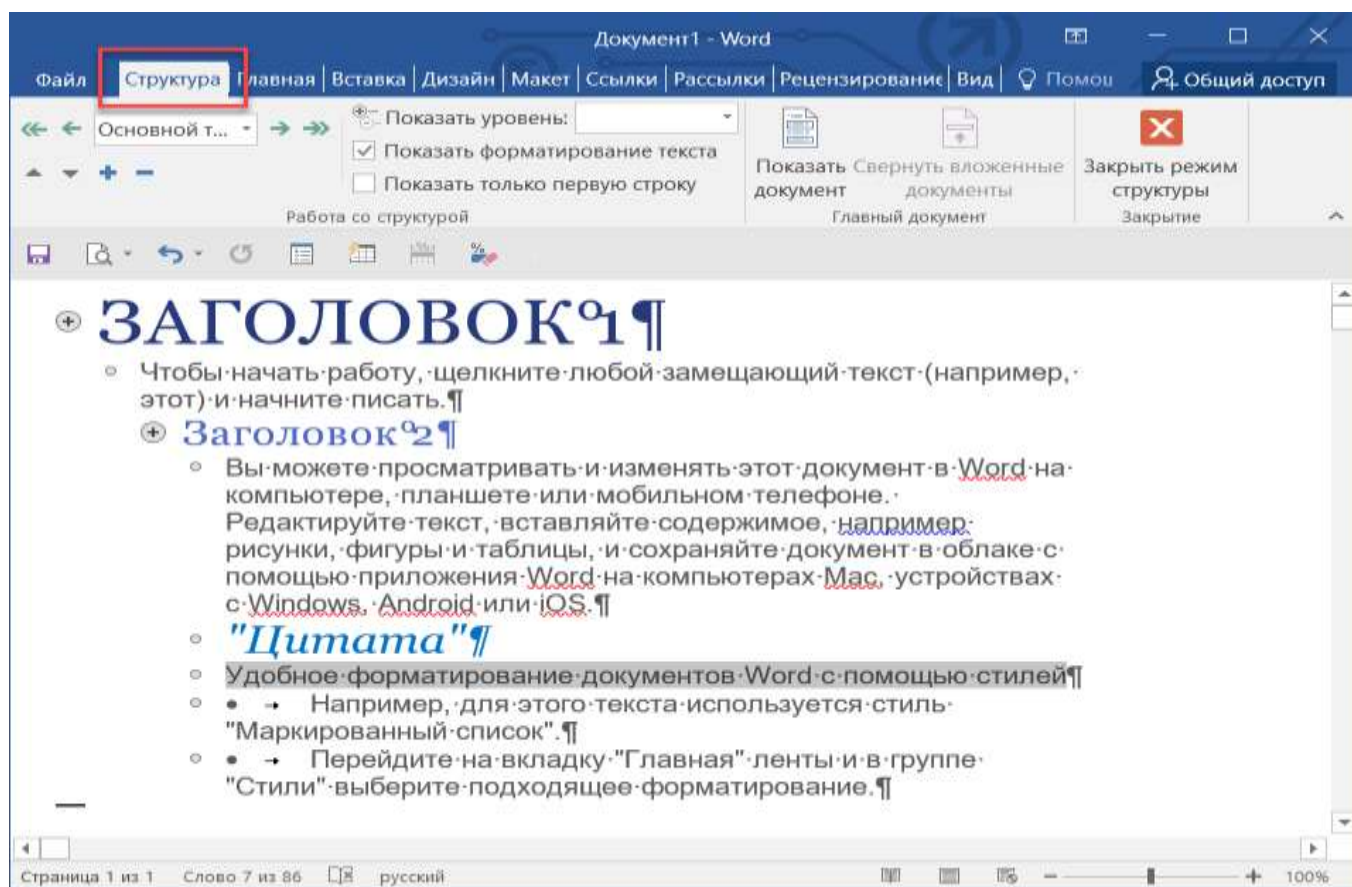 Документ1 - Word
Файл Структура Главная Вставка Дизайн Макет Ссылки Рассылки Рецензирование Вид Помощ Общий доступ
Основной т... Показать уровень:
Показать форматирование текста
Показать только первую строку
Показать документ
Свернуть вложенные документы
Закрыть режим структуры
Работа со структурой Главный документ Закрытие
ЗАГОЛОВОК°1¶
Чтобы·начать·работу,·щелкните·любой·замещающий·текст·(например,·
этот)·и·начните·писать.¶
Заголовок°2¶
Вы·можете·просматривать·и·изменять·этот·документ·в·Word·на·
компьютере,·планшете·или·мобильном·телефоне.·
Редактируйте·текст,·вставляйте·содержимое,·например·
рисунки,·фигуры·и·таблицы,·и·сохраняйте·документ·в·облаке·с·
помощью·приложения·Word·на·компьютерах·Mac,·устройствах·
с·Windows,·Android·или·iOS.¶
"Цитата"¶
Удобное·форматирование·документов·Word·с·помощью·стилей¶
• → Например,·для·этого·текста·используется·стиль·
"Маркированный·список".¶
• → Перейдите·на·вкладку·"Главная"·ленты·и·в·группе·
"Стили"·выберите·подходящее·форматирование.¶
Страница 1 из 1 Слово 7 из 86 русский 100%